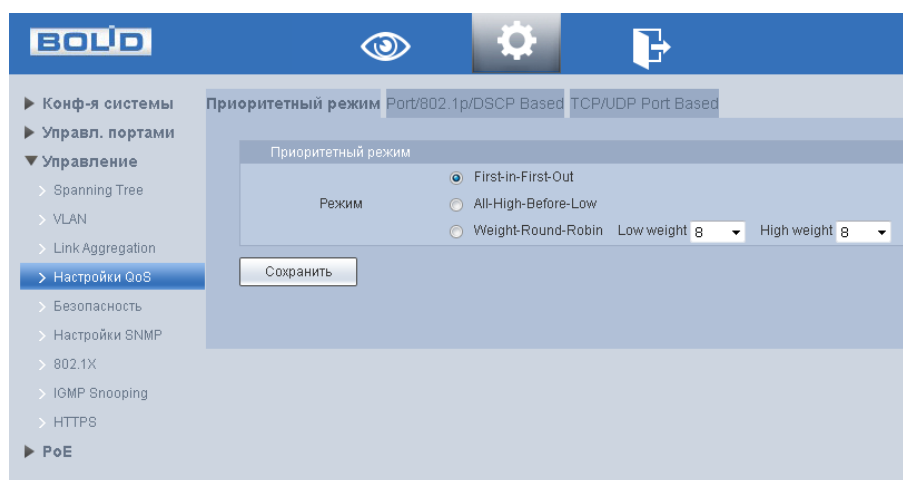 BOLID
Конф-я системы
Управл. портами
Управление
Spanning Tree
VLAN
Link Aggregation
Настройки QoS
Безопасность
Настройки SNMP
802.1X
IGMP Snooping
HTTPS
PoE
Приоритетный режим Port/802.1p/DSCP Based TCP/UDP Port Based
Приоритетный режим
Режим
First-in-First-Out
All-High-Before-Low
Weight-Round-Robin Low weight 8 High weight 8
Сохранить